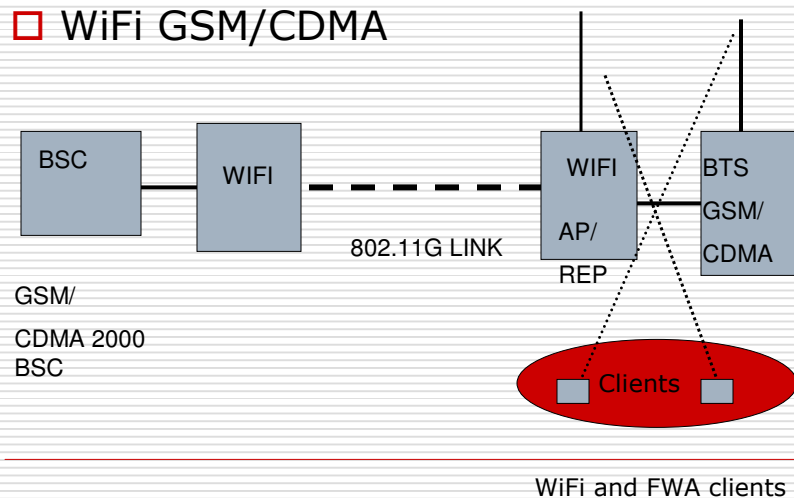 WiFi GSM/CDMA
BSC
WIFI
WIFI
AP/
REP
BTS
GSM/
CDMA
802.11G LINK
GSM/
CDMA 2000
BSC
Clients
WiFi and FWA clients